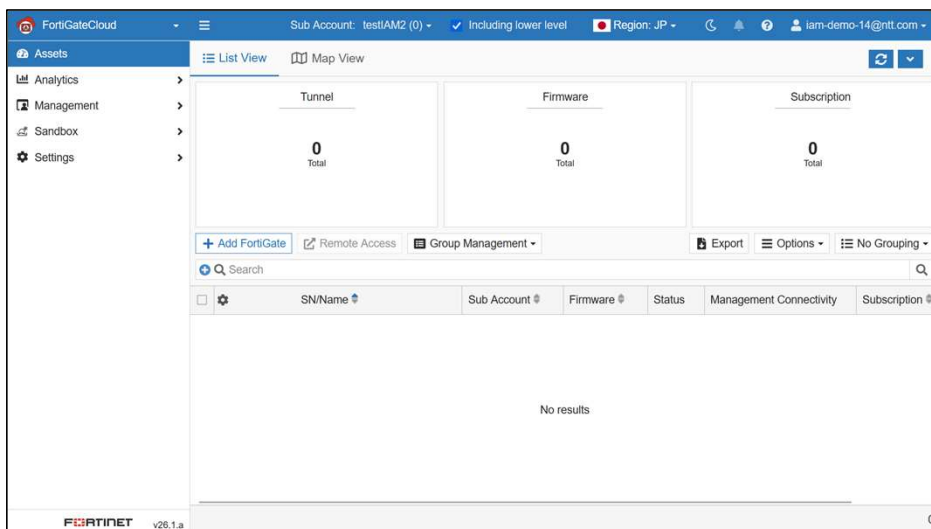 FortiGateCloud
Sub Account: testIAM2 (0)
Including lower level
Region: JP
iam-demo-14@ntt.com
Assets
Analytics
Management
Sandbox
Settings
List View
Map View
Tunnel
0
Total
Firmware
0
Total
Subscription
0
Total
Add FortiGate
Remote Access
Group Management
Export
Options
No Grouping
Search
SN/Name
Sub Account
Firmware
Status
Management Connectivity
Subscription
No results
FORTINET
v26.1.a